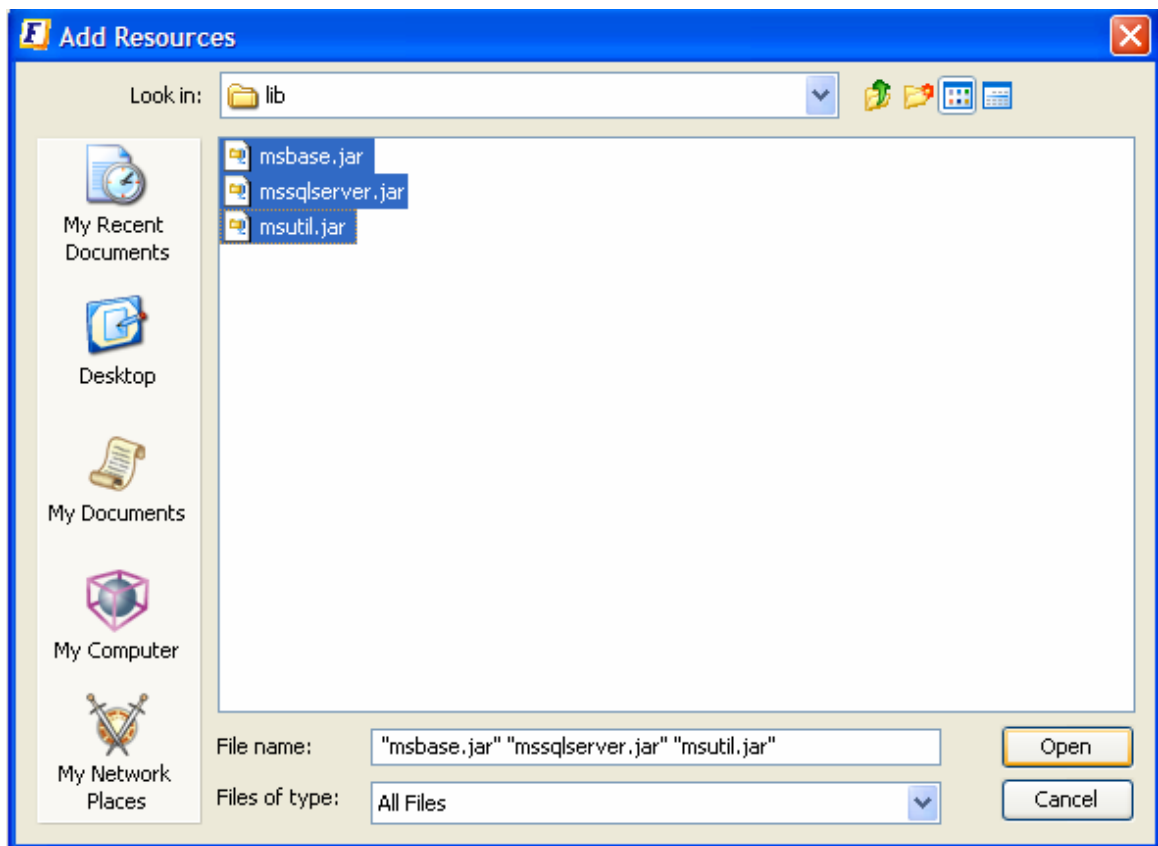 Add Resources
Look in:
lib
msbase.jar
mssqlserver.jar
msutil.jar
My Recent
Documents
Desktop
My Documents
My Computer
My Network
Places
File name:
"msbase.jar" "mssqlserver.jar" "msutil.jar"
Open
Files of type:
All Files
Cancel